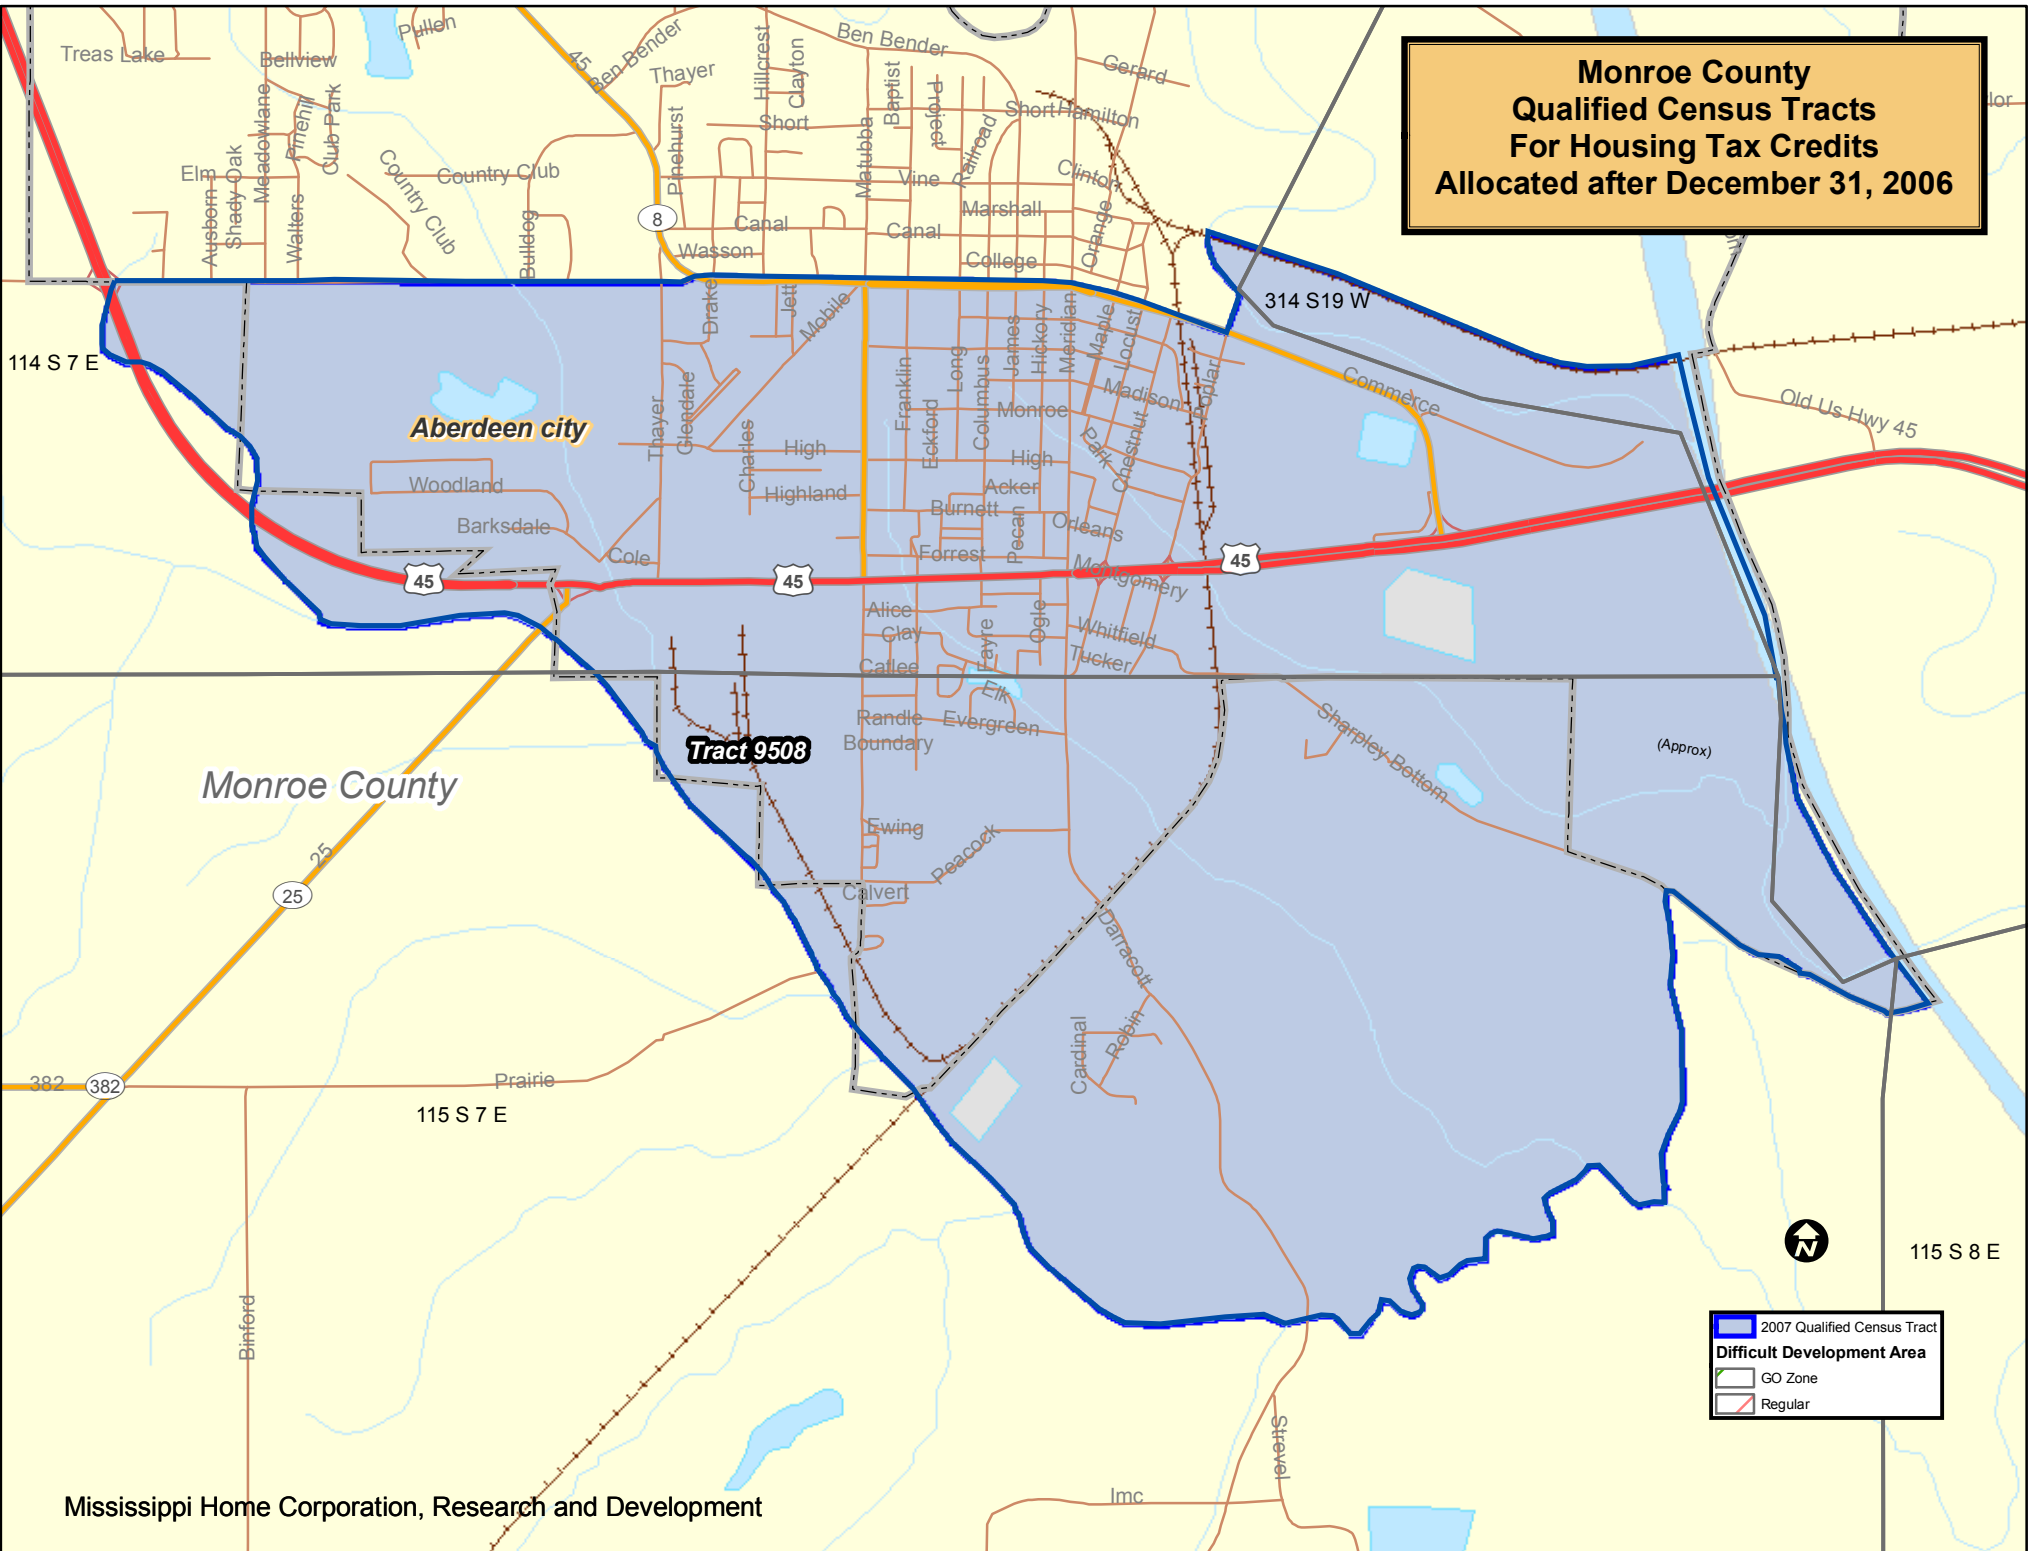 Monroe County
Qualified Census Tracts
For Housing Tax Credits
Allocated after December 31, 2006
Treas Lake
Bellview
Pullen
45
Ben Bender
Thayer
Hillcrest
Clayton
Ben Bender
Gerard
Baptist
Project
Short
Hamilton
lor
Meadowlane
Pinehill
Club Park
Short
Matubba
Railroad
Elm
Ausborn
Shady Oak
Walters
Country Club
Country Club
Bulldog
Pinehurst
Vine
Clinton
8
Canal
Canal
Marshall
Orange
Wasson
College
314 S19 W
114 S 7 E
Drake
Jett
Mobile
Long
James
Hickory
Meridian
Maple
Locust
Aberdeen city
Thayer
Glendale
Charles
High
Highland
Franklin
Eckford
Columbus
Monroe
Madison
Poplar
Commerce
Old Us Hwy 45
High
Park
Chestnut
Woodland
Acker
Barksdale
Burnett
Pecan
Orleans
Cole
Forrest
Montgomery
45
45
45
Alice
Clay
Ogle
Fayre
Whitfield
Tucker
Catlee
Elk
Randle
Evergreen
Boundary
Sharpley Bottom
(Approx)
Tract 9508
Monroe County
25
25
Ewing
Peacock
Calvert
Darracott
Cardinal
Robin
382
382
Prairie
115 S 7 E
Binford
N
115 S 8 E
2007 Qualified Census Tract
Difficult Development Area
GO Zone
Regular
Strevel
Imc
Mississippi Home Corporation, Research and Development